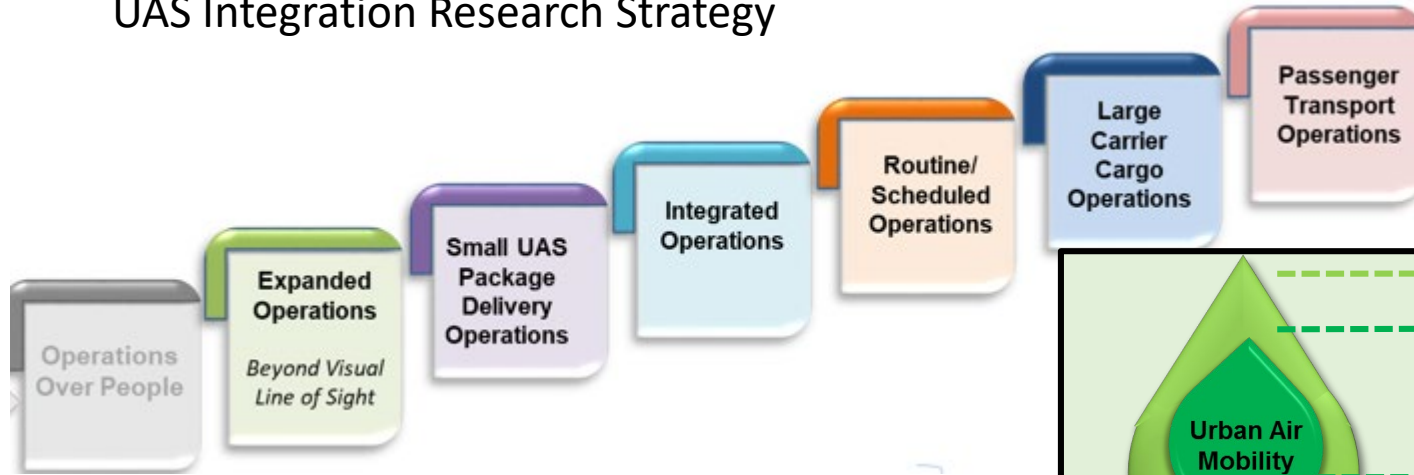 UAS Integration Research Strategy
Operations
Over People
Expanded
Operations
Beyond Visual
Line of Sight
Small UAS
Package
Delivery
Operations
Integrated
Operations
Routine/
Scheduled
Operations
Large
Carrier
Cargo
Operations
Passenger
Transport
Operations
Urban Air
Mobility